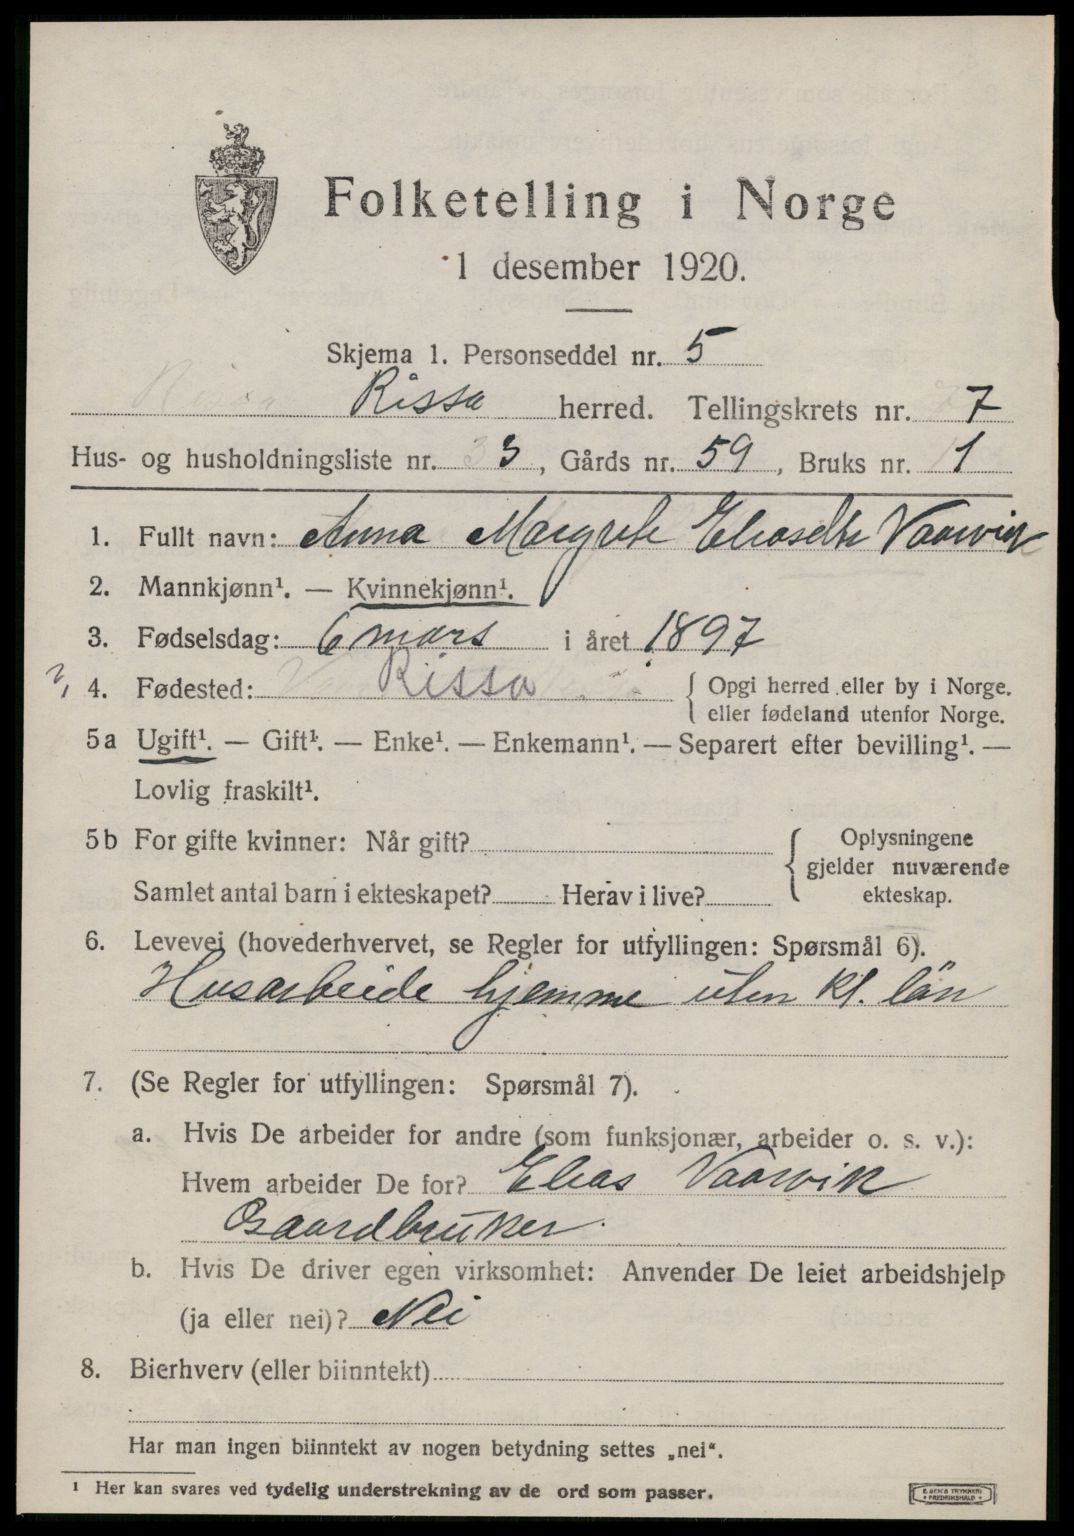 Folketelling i Norge
1 desember 1920.
Skjema 1. Personseddel nr. 5
Rissa herred. Tellingskrets nr. 7
Hus- og husholdningsliste nr. 3, Gårds nr. 59, Bruks nr. 1
1. Fullt navn: Anna Margrete Eliasdtr Vaarvik
2. Mannkjønn¹. — Kvinnekjønn¹.
3. Fødselsdag: 6 mars i året 1897
4. Fødested: Rissa { Opgi herred eller by i Norge.
eller fødeland utenfor Norge.
5a Ugift¹. — Gift¹. — Enke¹. — Enkemann¹. — Separert efter bevilling¹. —
Lovlig fraskilt¹.
5b For gifte kvinner: Når gift? { Oplysningene
gjelder nuværende
Samlet antal barn i ekteskapet? Herav i live? ekteskap.
6. Levevei (hovederhvervet, se Regler for utfyllingen: Spørsmål 6).
Husarbeide hjemme uten kl. lön
7. (Se Regler for utfyllingen: Spørsmål 7).
a. Hvis De arbeider for andre (som funksjonær, arbeider o. s. v.):
Hvem arbeider De for? Elias Vaarvik
Gaardbruker.
b. Hvis De driver egen virksomhet: Anvender De leiet arbeidshjelp
(ja eller nei)? Nei
8. Bierhverv (eller biinntekt)
Har man ingen biinntekt av nogen betydning settes „nei".
¹ Her kan svares ved tydelig understrekning av de ord som passer.